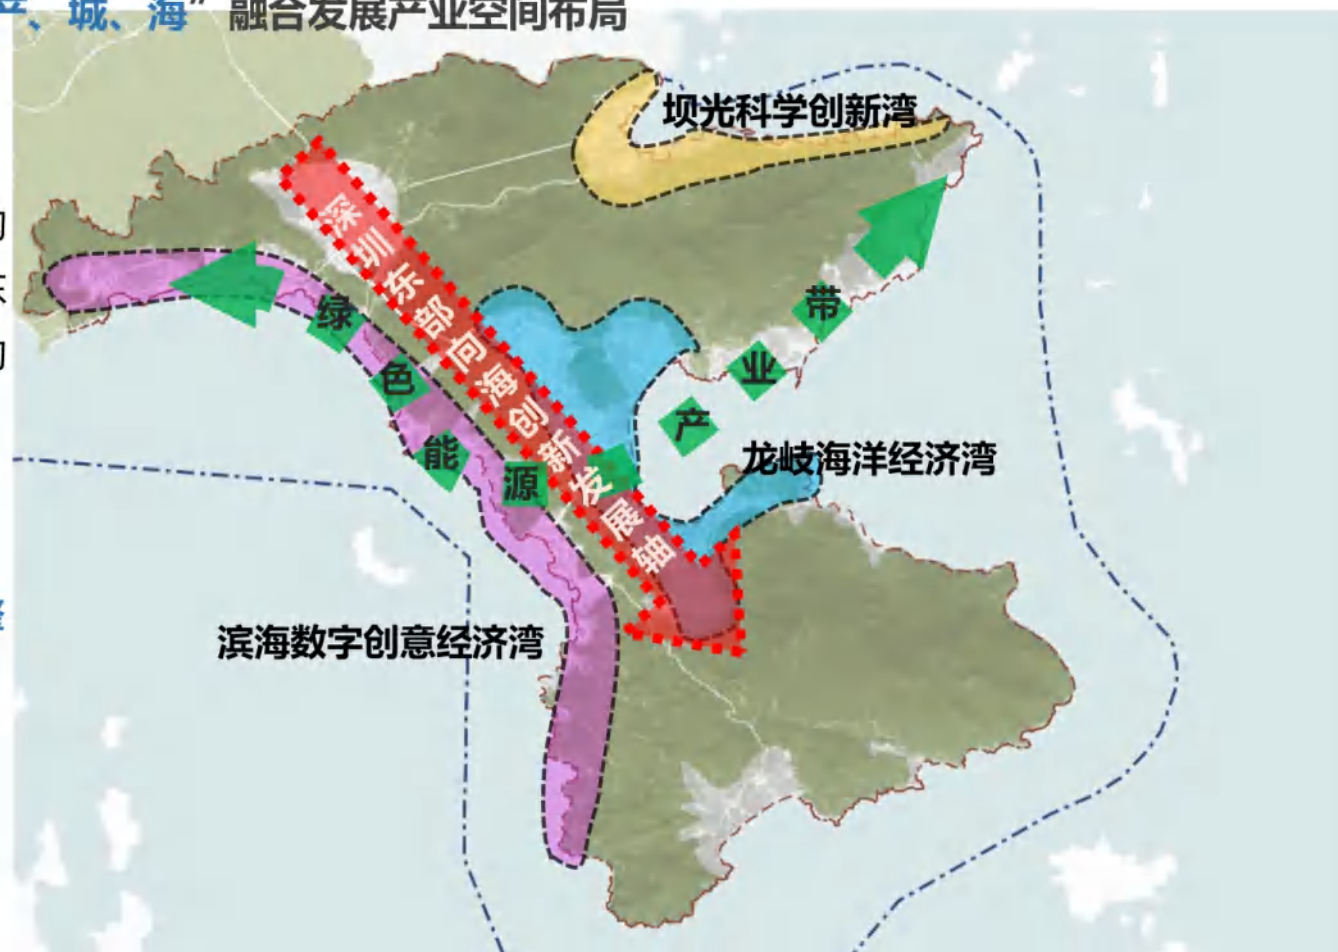 、城、海”融合发展产业空间布局
坝光科学创新湾
深圳东部向海创新发展轴
绿色能源产业带
龙岐海洋经济湾
滨海数字创意经济湾